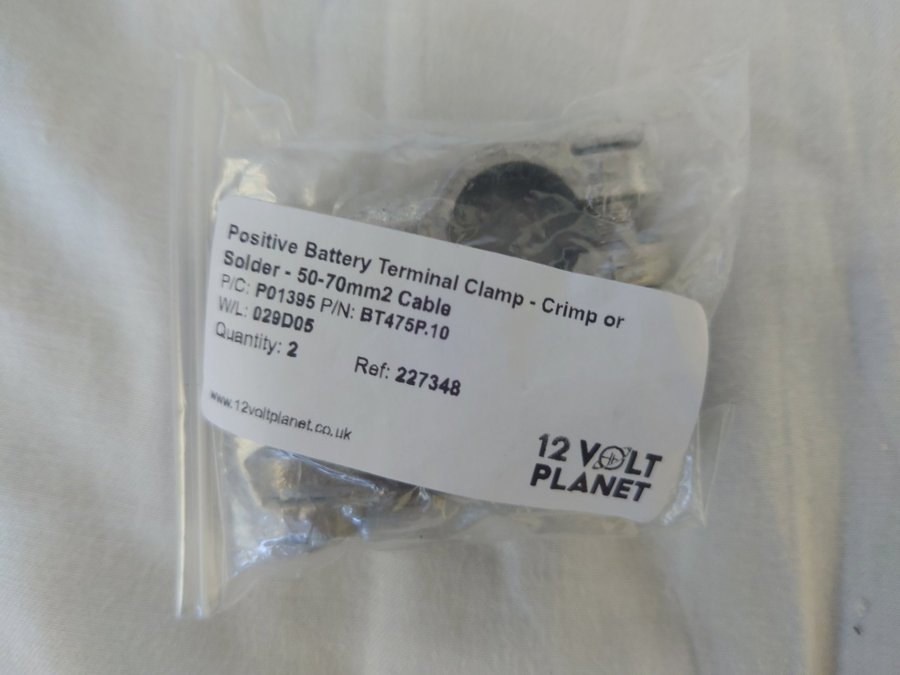 Positive Battery Terminal Clamp - Crimp or
Solder - 50-70mm2 Cable
P/C: P01395 P/N: BT475P.10
W/L: 029D05
Quantity: 2
Ref: 227348
www.12voltplanet.co.uk
12 VOLT
PLANET